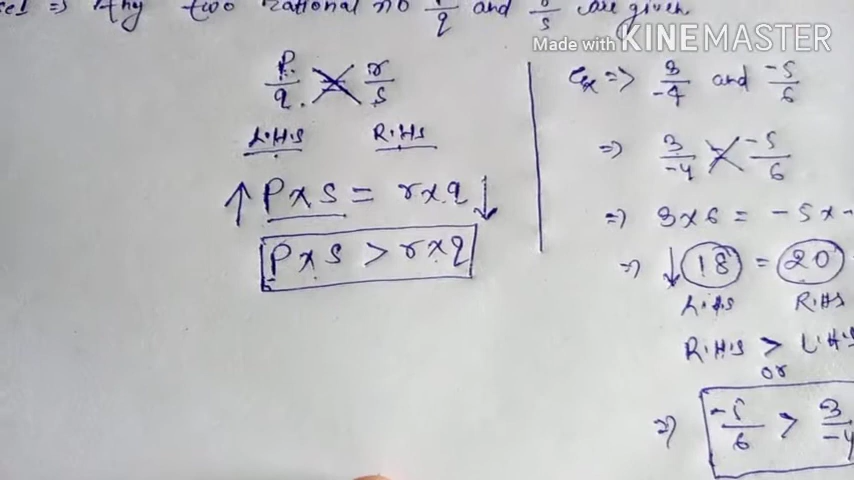 two rational no p/q and r/s are given
Made with KINEMASTER
p/q r/s
L.H.S R.H.S
↑ P×S = r×q ↓
P×S > r×q
Ex => 3/-4 and -5/6
=> 3/-4 -5/6
=> 3×6 = -5×-
=> ↓ 18 = 20
L.H.S R.H.S
R.H.S > L.H.S
or
=> -5/6 > 3/-4